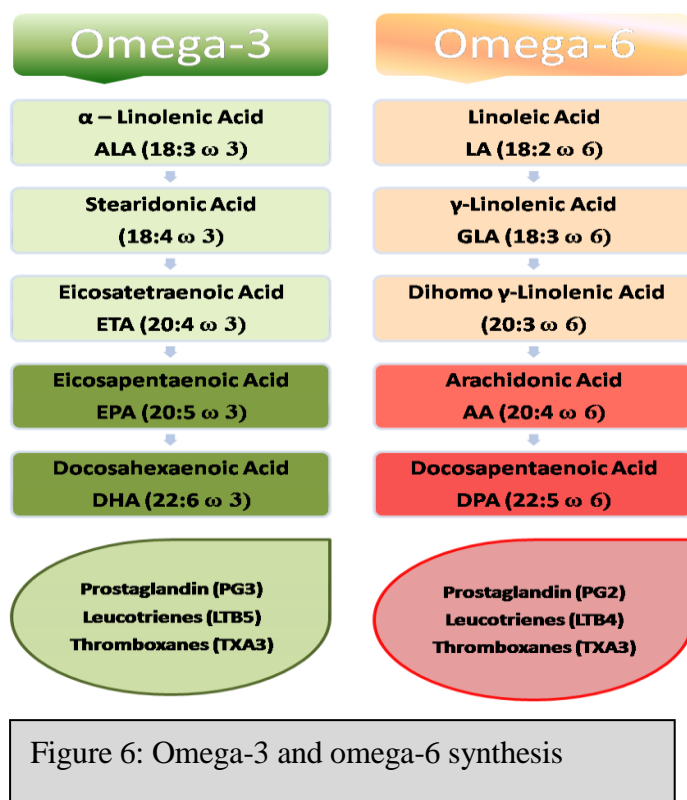 Omega-3
α – Linolenic Acid
ALA (18:3 ω 3)
Stearidonic Acid
(18:4 ω 3)
Eicosatetraenoic Acid
ETA (20:4 ω 3)
Eicosapentaenoic Acid
EPA (20:5 ω 3)
Docosahexaenoic Acid
DHA (22:6 ω 3)
Prostaglandin (PG3)
Leucotrienes (LTB5)
Thromboxanes (TXA3)
Omega-6
Linoleic Acid
LA (18:2 ω 6)
γ-Linolenic Acid
GLA (18:3 ω 6)
Dihomo γ-Linolenic Acid
(20:3 ω 6)
Arachidonic Acid
AA (20:4 ω 6)
Docosapentaenoic Acid
DPA (22:5 ω 6)
Prostaglandin (PG2)
Leucotrienes (LTB4)
Thromboxanes (TXA3)
Figure 6: Omega-3 and omega-6 synthesis